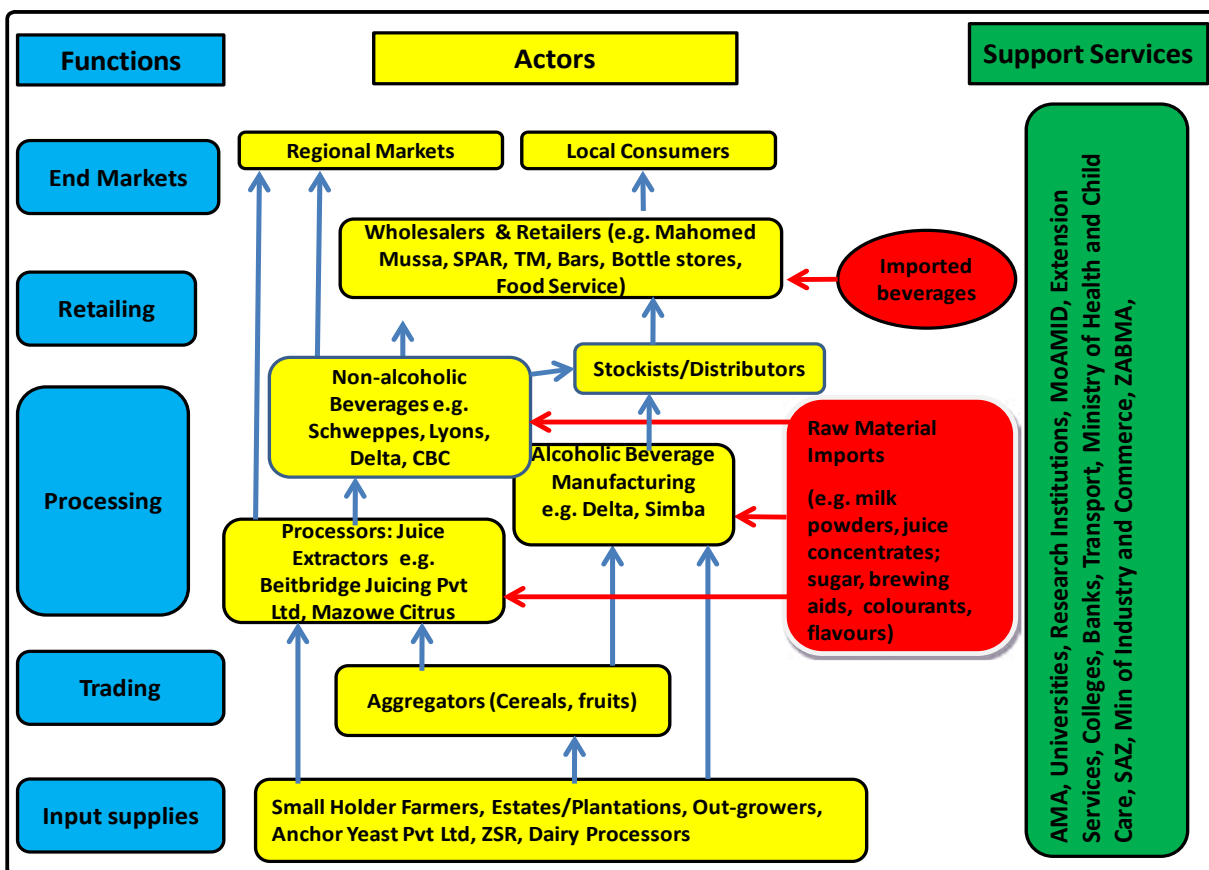 Functions
Actors
Support Services
End Markets
Regional Markets
Local Consumers
Wholesalers & Retailers (e.g. Mahomed
Mussa, SPAR, TM, Bars, Bottle stores,
Food Service)
Imported
beverages
Retailing
Non-alcoholic
Beverages e.g.
Schweppes, Lyons,
Delta, CBC
Stockists/Distributors
Processing
Alcoholic Beverage
Manufacturing
e.g. Delta, Simba
Raw Material
Imports
(e.g. milk
powders, juice
concentrates;
sugar, brewing
aids, colourants,
flavours)
Processors: Juice
Extractors e.g.
Beitbridge Juicing Pvt
Ltd, Mazowe Citrus
Trading
Aggregators (Cereals, fruits)
Input supplies
Small Holder Farmers, Estates/Plantations, Out-growers,
Anchor Yeast Pvt Ltd, ZSR, Dairy Processors
AMA, Universities, Research Institutions, MoAMID, Extension
Services, Colleges, Banks, Transport, Ministry of Health and Child
Care, SAZ, Min of Industry and Commerce, ZABMA,